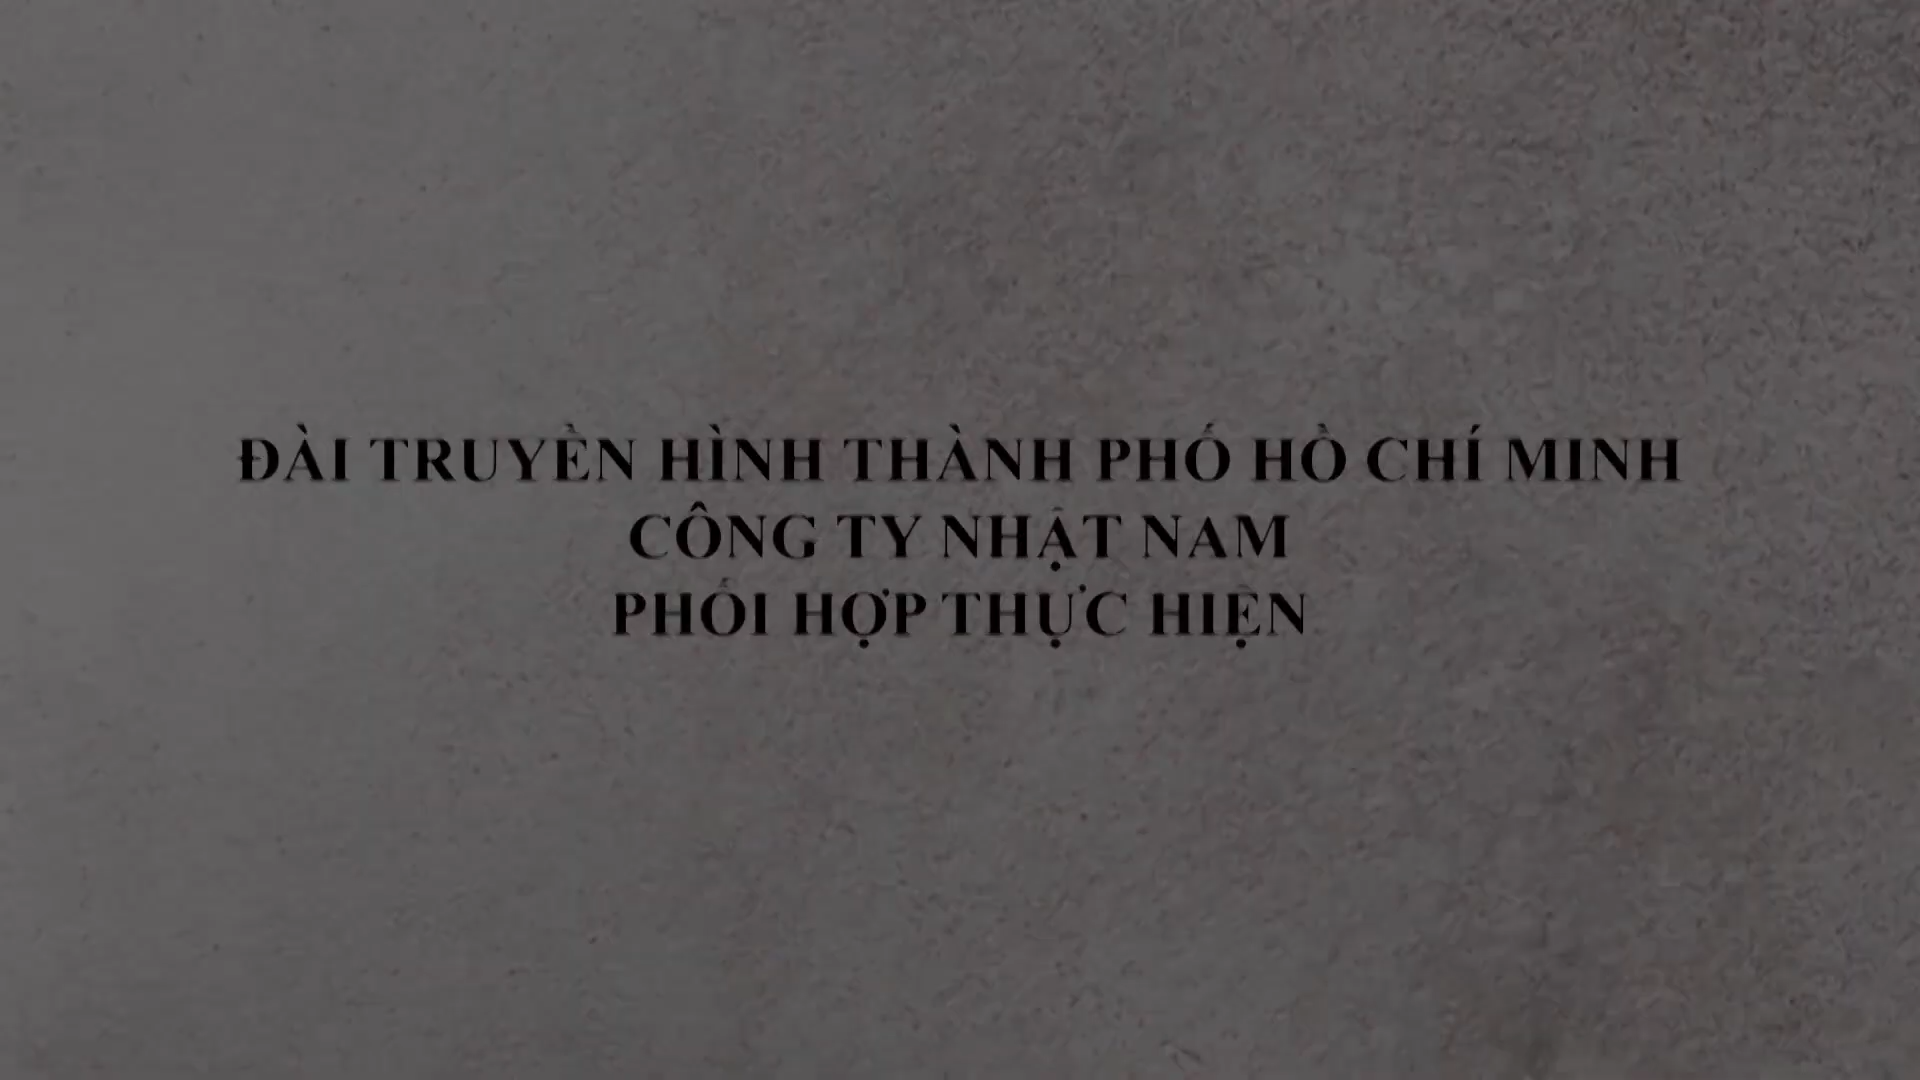 ĐÀI TRUYỀN HÌNH THÀNH PHỐ HỒ CHÍ MINH
CÔNG TY NHẬT NAM
PHỐI HỢP THỰC HIỆN